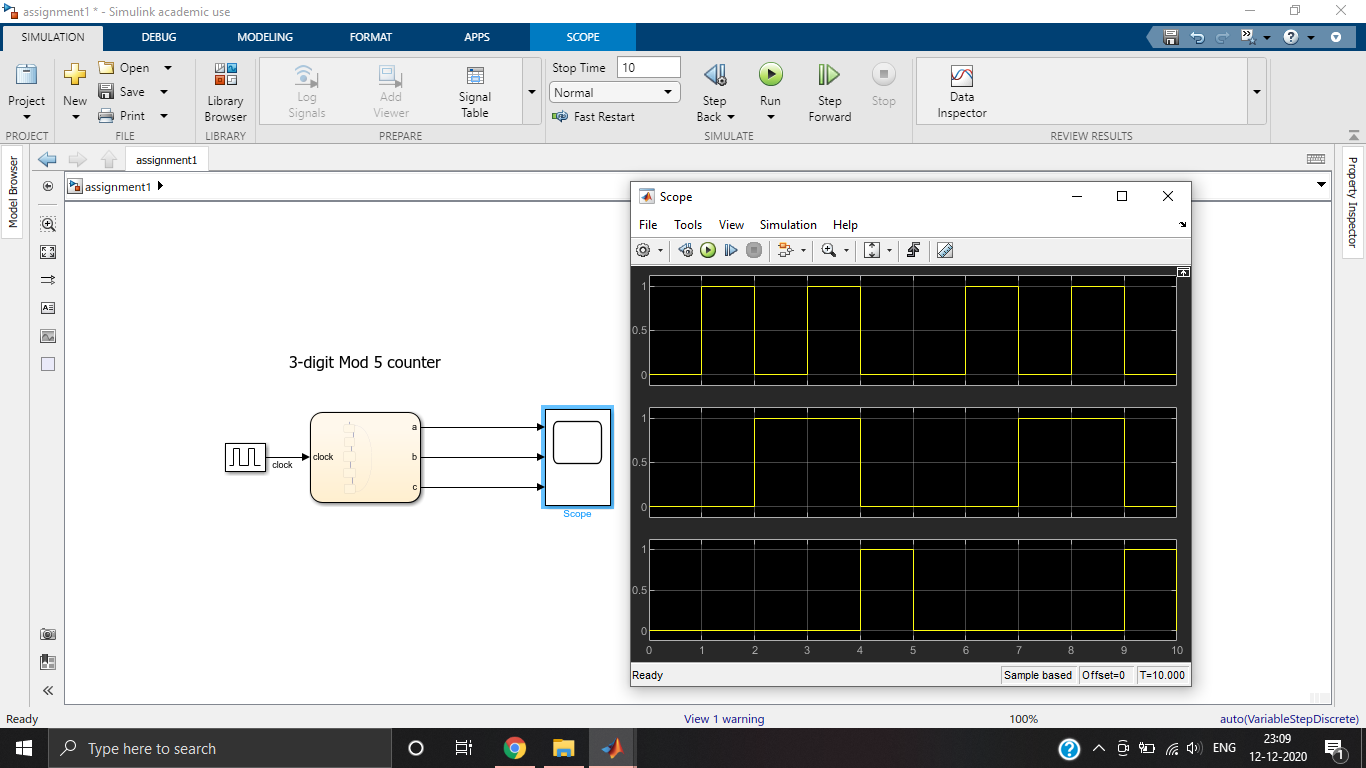 assignment1 * - Simulink academic use
SIMULATION DEBUG MODELING FORMAT APPS SCOPE
Project
New
Open
Save
Print
Library
Browser
Log
Signals
Add
Viewer
Signal
Table
Stop Time 10
Normal
Fast Restart
Step
Back
Run
Step
Forward
Stop
Data
Inspector
PROJECT FILE LIBRARY PREPARE SIMULATE REVIEW RESULTS
Model Browser
assignment1
assignment1
Property Inspector
3-digit Mod 5 counter
clock
clock
a
b
c
Scope
Scope
File Tools View Simulation Help
1
0.5
0
1
0.5
0
1
0.5
0
0 1 2 3 4 5 6 7 8 9 10
Ready Sample based Offset=0 T=10.000
Ready View 1 warning 100% auto(VariableStepDiscrete)
Type here to search
ENG
23:09
12-12-2020
1